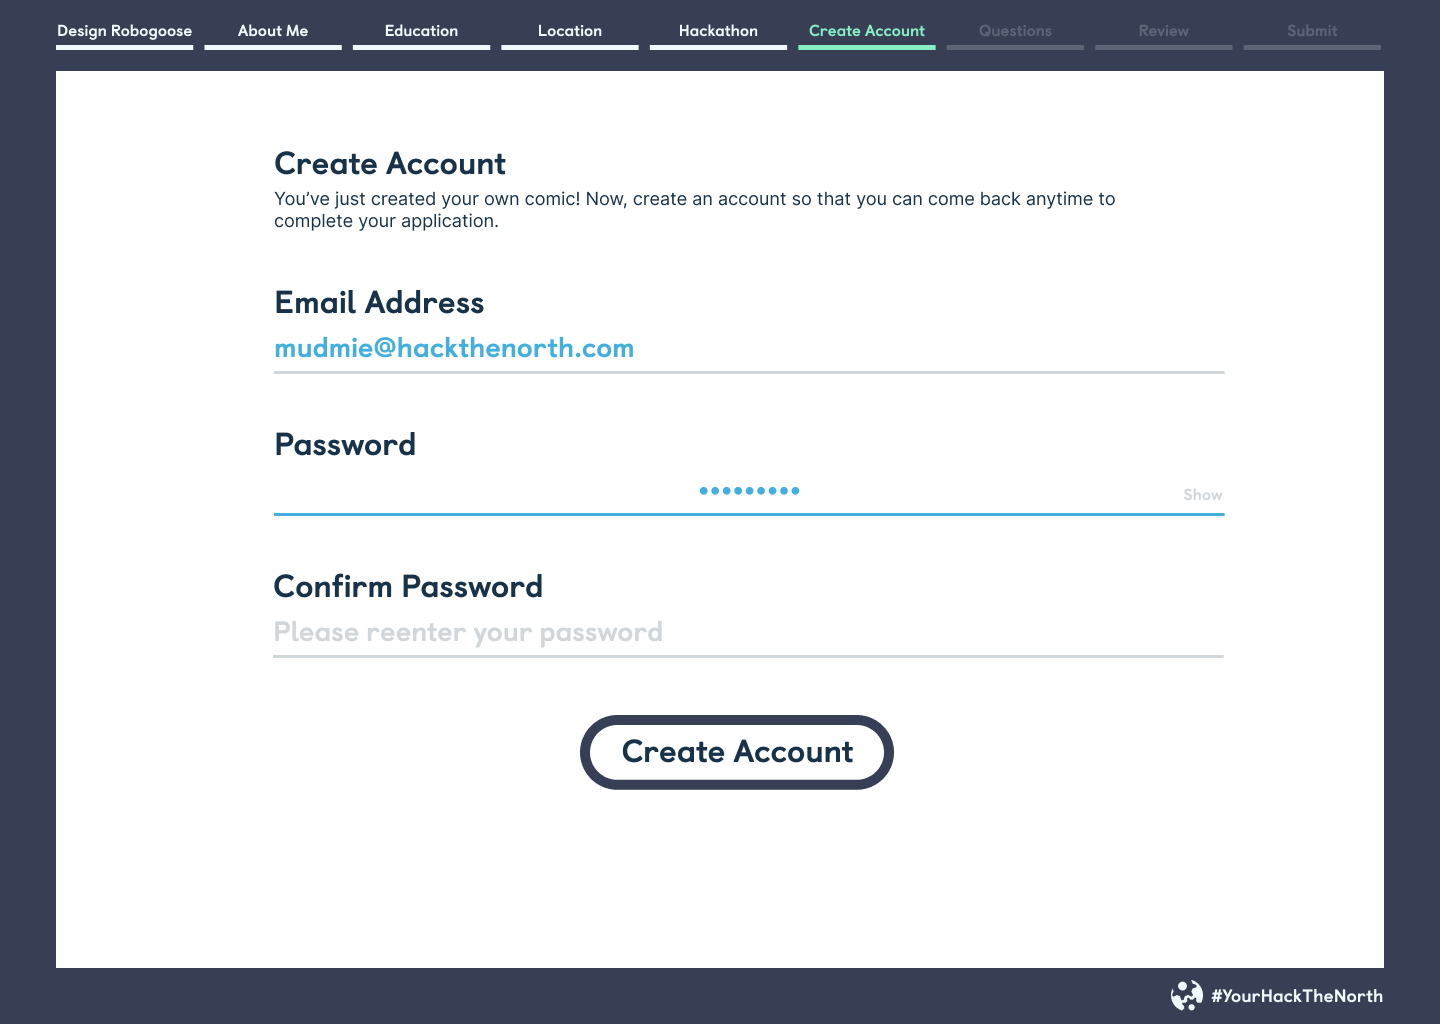 Design Robogoose
About Me
Education
Location
Hackathon
Create Account
Questions
Review
Submit
Create Account
You've just created your own comic! Now, create an account so that you can come back anytime to
complete your application.
Email Address
mudmie@hackthenorth.com
Password
•••••••••
Show
Confirm Password
Please reenter your password
Create Account
#YourHackTheNorth